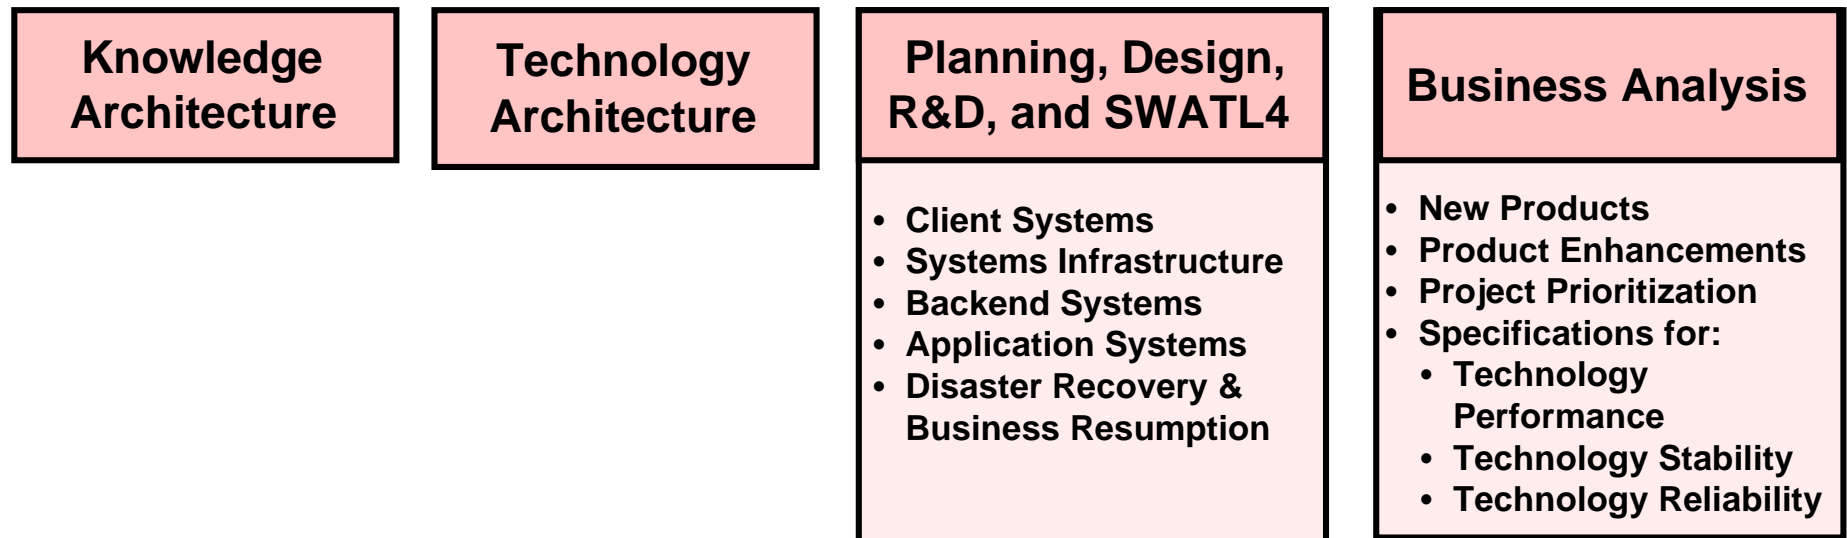 Knowledge
Architecture
Technology
Architecture
Planning, Design,
R&D, and SWATL4
• Client Systems
• Systems Infrastructure
• Backend Systems
• Application Systems
• Disaster Recovery &
Business Resumption
Business Analysis
• New Products
• Product Enhancements
• Project Prioritization
• Specifications for:
• Technology
Performance
• Technology Stability
• Technology Reliability